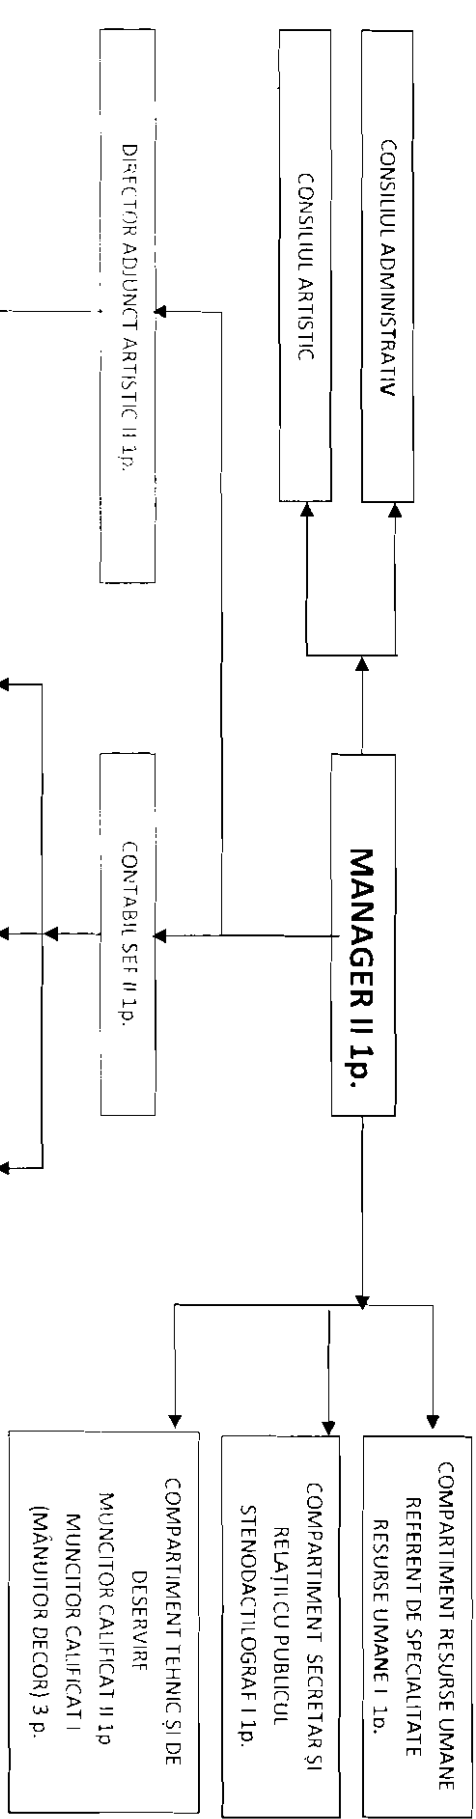 CONSILIUL ADMINISTRATIV
CONSILIUL ARTISTIC
MANAGER II 1p.
COMPARTIMENT RESURSE UMANE
REFERENT DE SPECIALITATE
RESURSE UMANE I 1p.
COMPARTIMENT SECRETAR ȘI
RELAȚII CU PUBLICUL
STENODACTILOGRAF I 1p.
COMPARTIMENT TEHNIC ȘI DE
DESERVIRE
MUNCITOR CALIFICAT II 1p
MUNCITOR CALIFICAT I
(MÂNUITOR DECOR) 3 p.
DIRECTOR ADJUNCT ARTISTIC II 1p.
CONTABIL SEF II 1p.